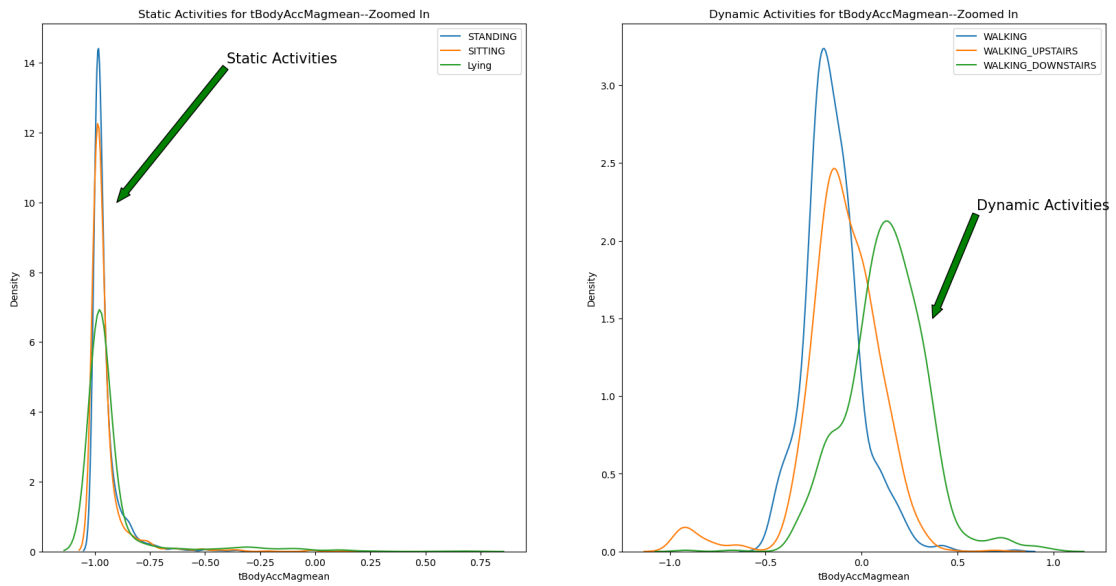 Static Activities for tBodyAccMagmean--Zoomed In
STANDING
SITTING
Lying
Static Activities
14
12
10
8
6
4
2
0
Density
-1.00
-0.75
-0.50
-0.25
0.00
0.25
0.50
0.75
tBodyAccMagmean
Dynamic Activities for tBodyAccMagmean--Zoomed In
WALKING
WALKING_UPSTAIRS
WALKING_DOWNSTAIRS
Dynamic Activities
3.0
2.5
2.0
1.5
1.0
0.5
0.0
Density
-1.0
-0.5
0.0
0.5
1.0
tBodyAccMagmean